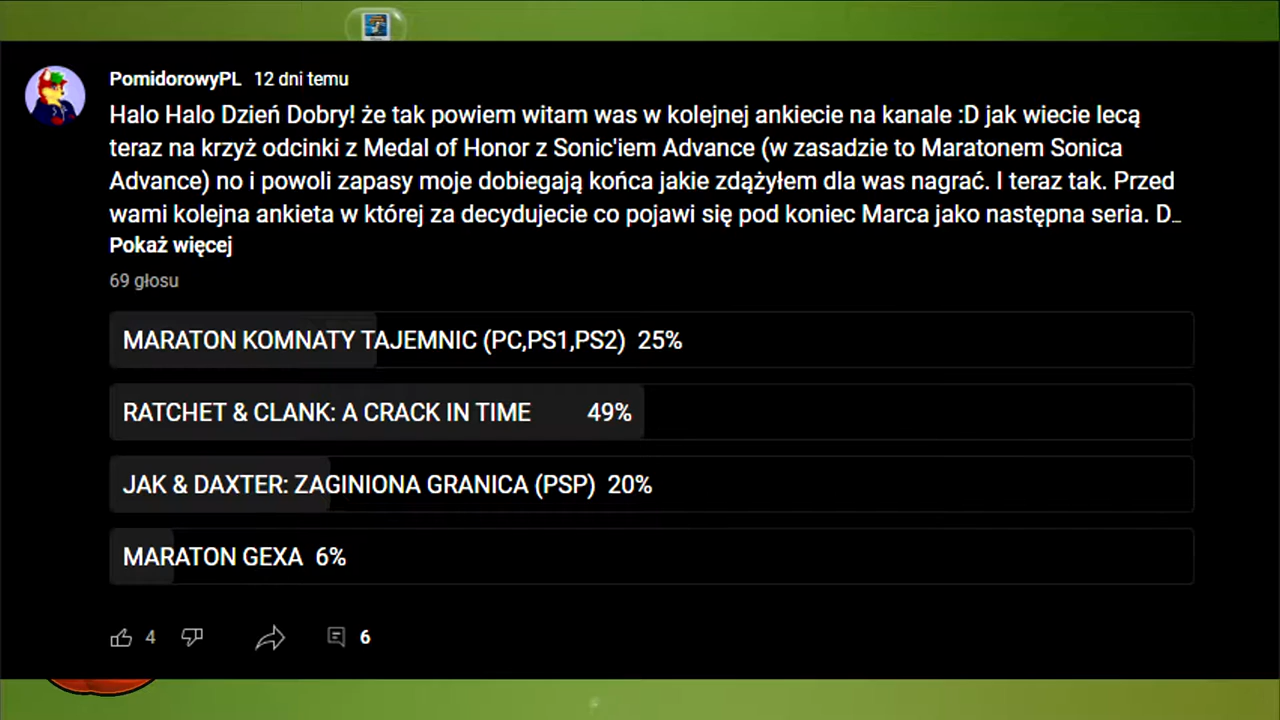 PomidorowyPL 12 dni temu
Halo Halo Dzień Dobry! że tak powiem witam was w kolejnej ankiecie na kanale :D jak wiecie lecą
teraz na krzyż odcinki z Medal of Honor z Sonic'iem Advance (w zasadzie to Maratonem Sonica
Advance) no i powoli zapasy moje dobiegają końca jakie zdążyłem dla was nagrać. I teraz tak. Przed
wami kolejna ankieta w której za decydujecie co pojawi się pod koniec Marca jako następna seria. D...
Pokaż więcej
69 głosu
MARATON KOMNATY TAJEMNIC (PC,PS1,PS2) 25%
RATCHET & CLANK: A CRACK IN TIME 49%
JAK & DAXTER: ZAGINIONA GRANICA (PSP) 20%
MARATON GEXA 6%
4 6